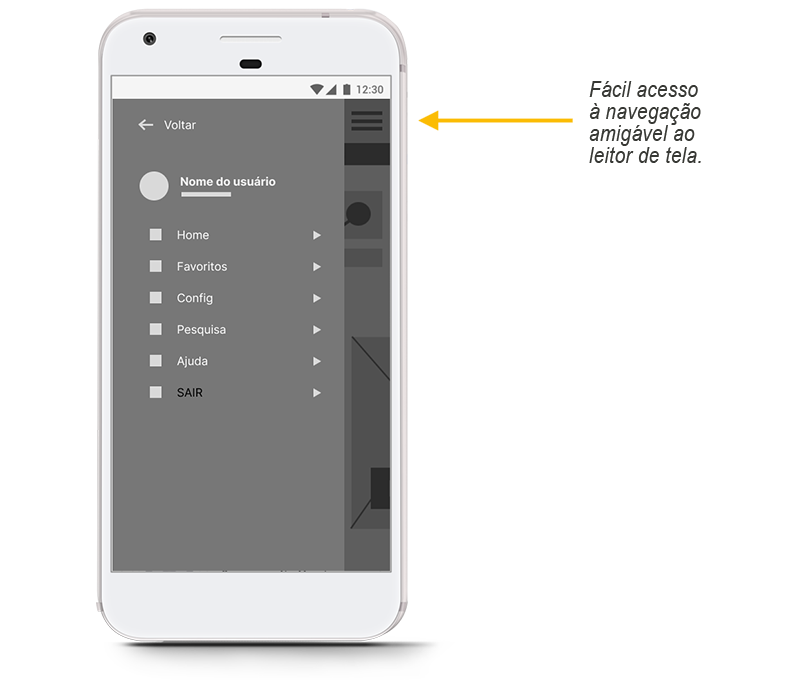 12:30
Voltar
Nome do usuário
Home
Favoritos
Config
Pesquisa
Ajuda
SAIR
Fácil acesso
à navegação
amigável ao
leitor de tela.